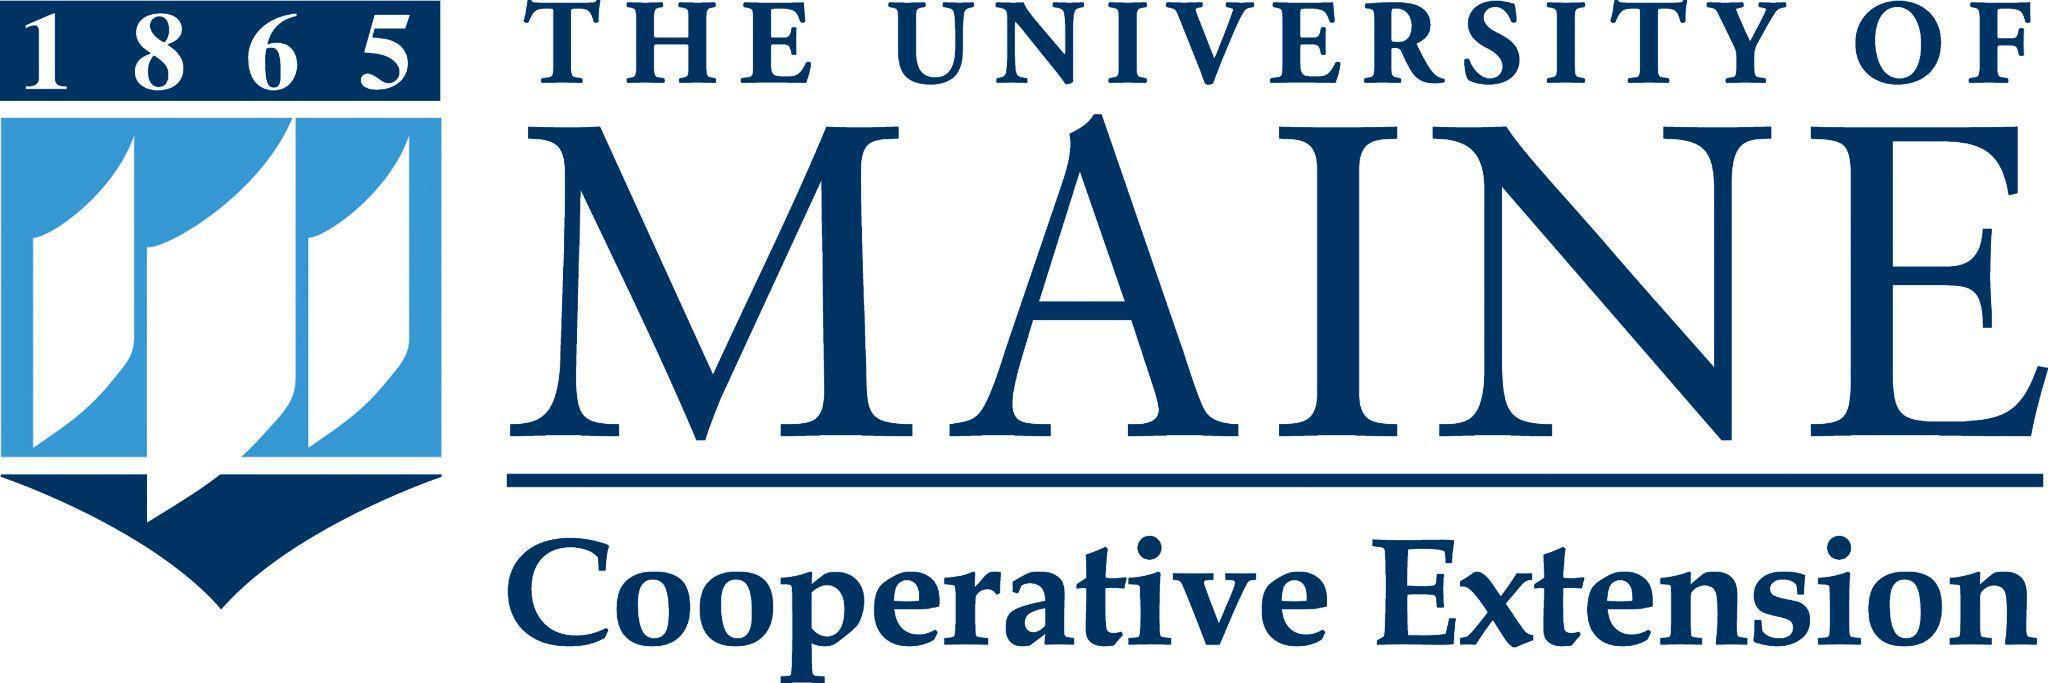 1865
THE UNIVERSITY OF
MAINE
Cooperative Extension